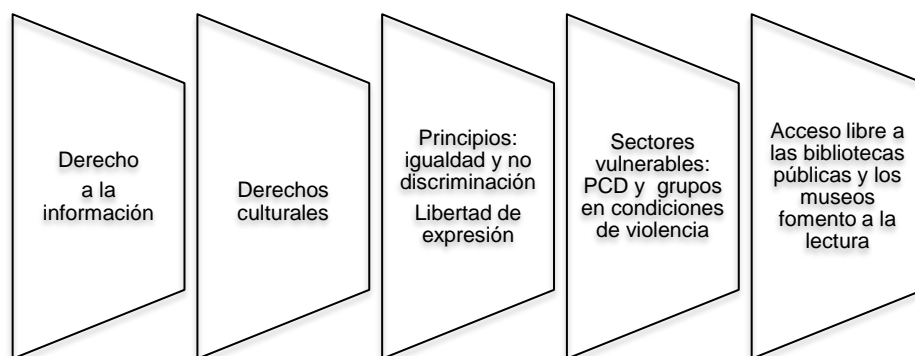 Derecho
a la
información
Derechos
culturales
Principios:
igualdad y no
discriminación
Libertad de
expresión
Sectores
vulnerables:
PCD y grupos
en condiciones
de violencia
Acceso libre a
las bibliotecas
públicas y los
museos
fomento a la
lectura